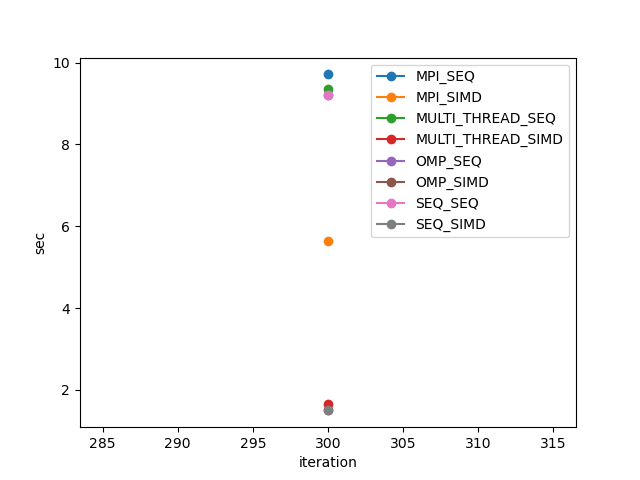 10
8
6
4
2
sec
MPI_SEQ
MPI_SIMD
MULTI_THREAD_SEQ
MULTI_THREAD_SIMD
OMP_SEQ
OMP_SIMD
SEQ_SEQ
SEQ_SIMD
285 290 295 300 305 310 315
iteration